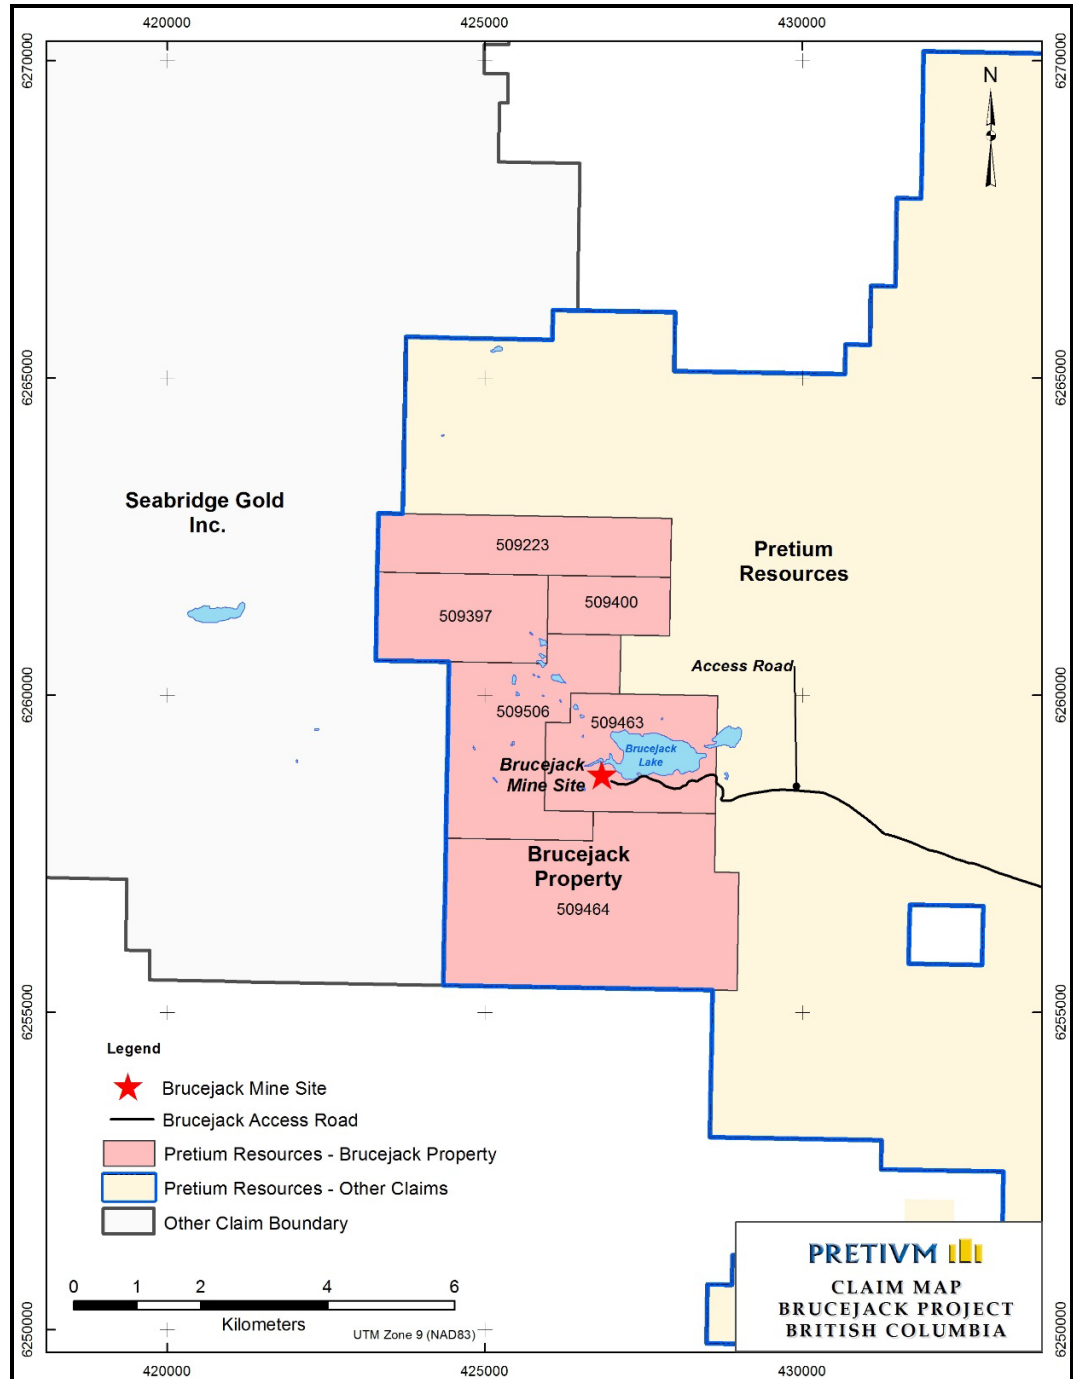 420000
425000
430000
6270000
6270000
N
6265000
6265000
Seabridge Gold
Inc.
509223
Pretium
Resources
509400
509397
Access Road
6260000
6260000
509506
509463
Brucejack
Lake
Brucejack
Mine Site
Brucejack
Property
509464
6255000
6255000
Legend
Brucejack Mine Site
Brucejack Access Road
Pretium Resources - Brucejack Property
Pretium Resources - Other Claims
Other Claim Boundary
PRETIVM
CLAIM MAP
BRUCEJACK PROJECT
BRITISH COLUMBIA
0 1 2 4 6
Kilometers
UTM Zone 9 (NAD83)
6250000
6250000
420000
425000
430000